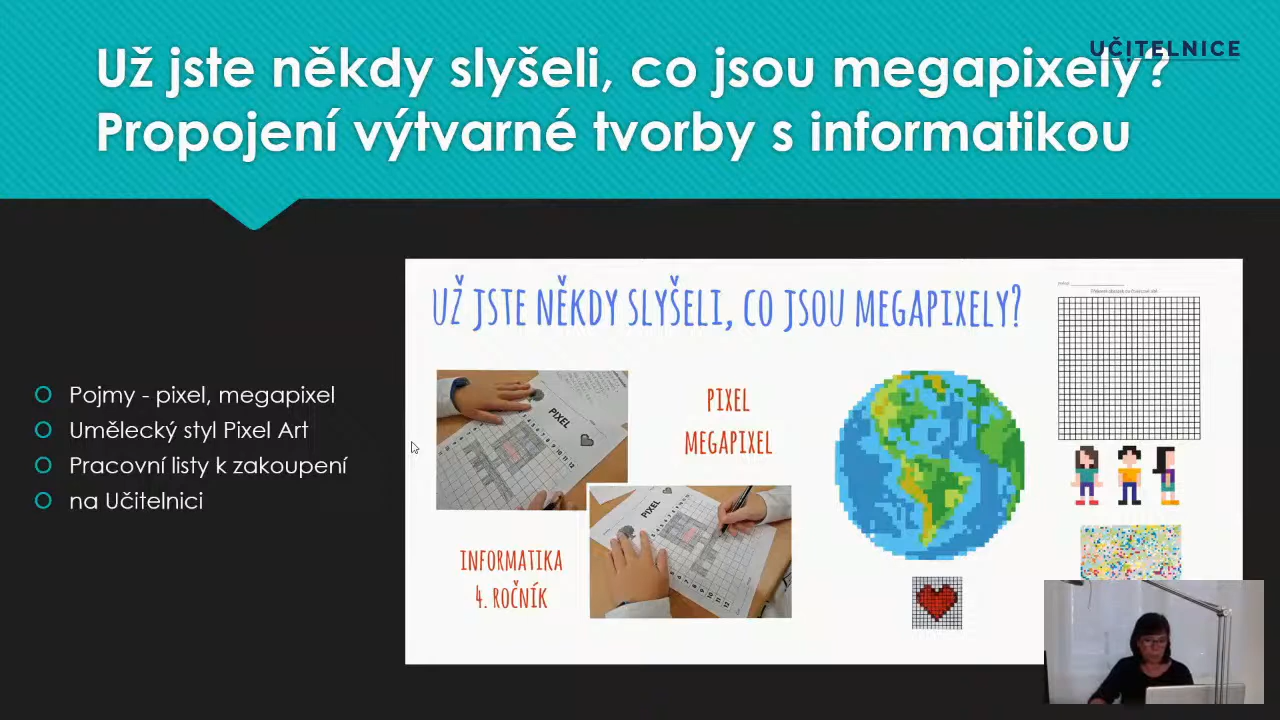 Už jste někdy slyšeli, co jsou megapixely?
Propojení výtvarné tvorby s informatikou
UČITELNICE
Pojmy - pixel, megapixel
Umělecký styl Pixel Art
Pracovní listy k zakoupení
na Učitelnici
UŽ JSTE NĚKDY SLYŠELI, CO JSOU MEGAPIXELY?
PIXEL
MEGAPIXEL
PIXEL
PIXEL
INFORMATIKA
4. ROČNÍK